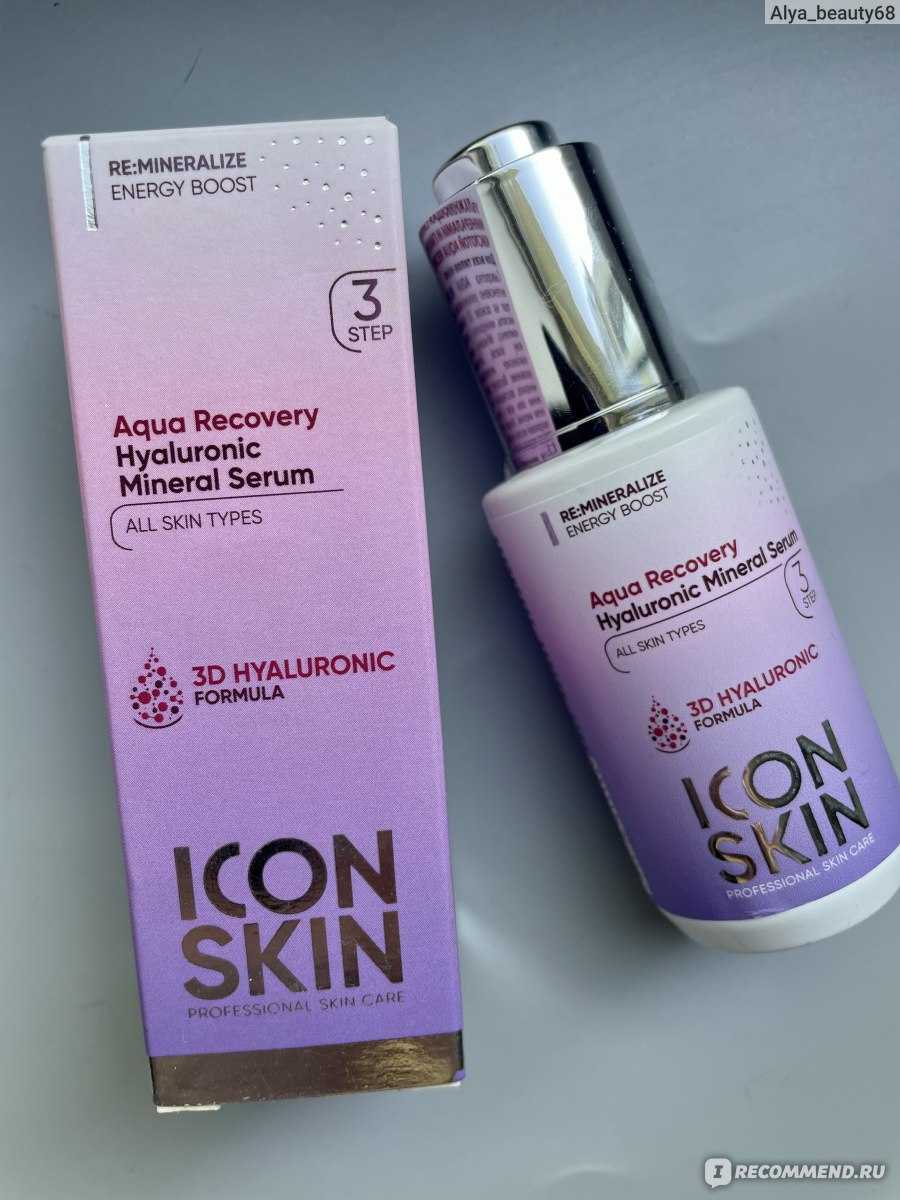 Alya_beauty68
RE:MINERALIZE
ENERGY BOOST
3
STEP
Aqua Recovery
Hyaluronic
Mineral Serum
ALL SKIN TYPES
3D HYALURONIC
FORMULA
ICON
SKIN
PROFESSIONAL SKIN CARE
RE:MINERALIZE
ENERGY BOOST
Aqua Recovery
Hyaluronic Mineral Serum
3
STEP
ALL SKIN TYPES
3D HYALURONIC
FORMULA
ICON
SKIN
PROFESSIONAL SKIN CARE
IRECOMMEND.RU